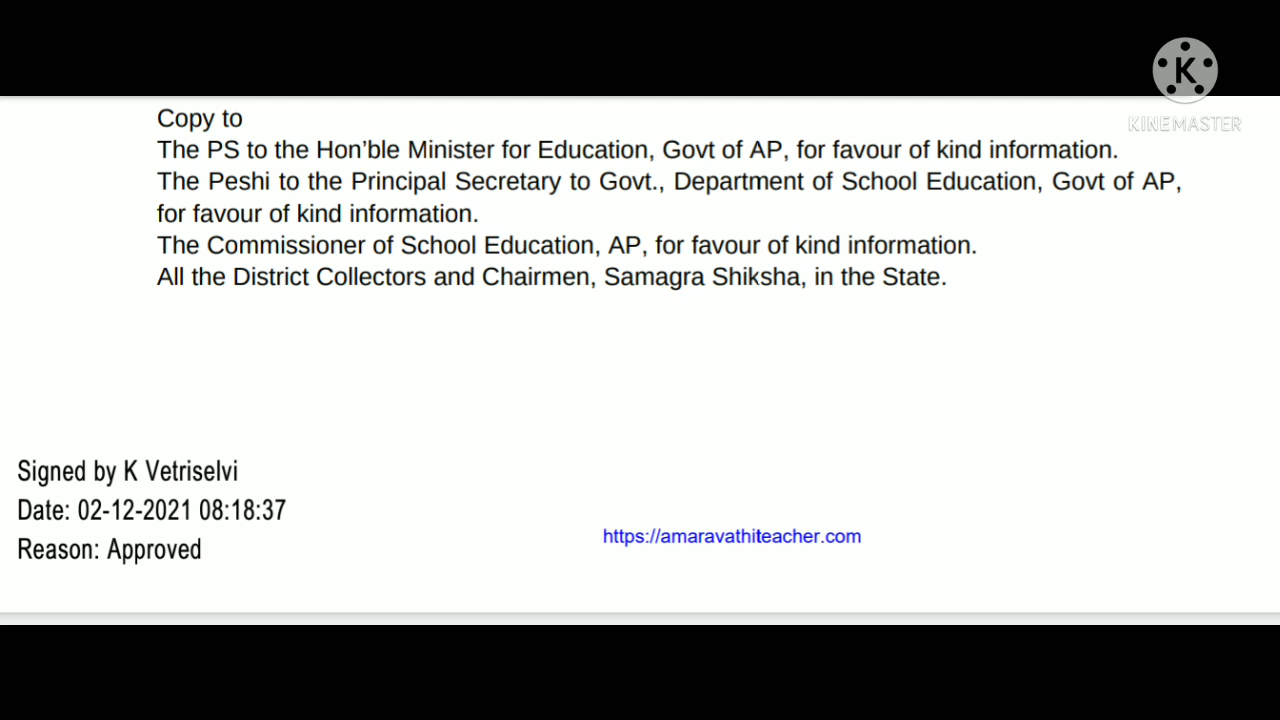 K
KINEMASTER
Copy to
The PS to the Hon’ble Minister for Education, Govt of AP, for favour of kind information.
The Peshi to the Principal Secretary to Govt., Department of School Education, Govt of AP,
for favour of kind information.
The Commissioner of School Education, AP, for favour of kind information.
All the District Collectors and Chairmen, Samagra Shiksha, in the State.
Signed by K Vetriselvi
Date: 02-12-2021 08:18:37
Reason: Approved
https://amaravathiteacher.com